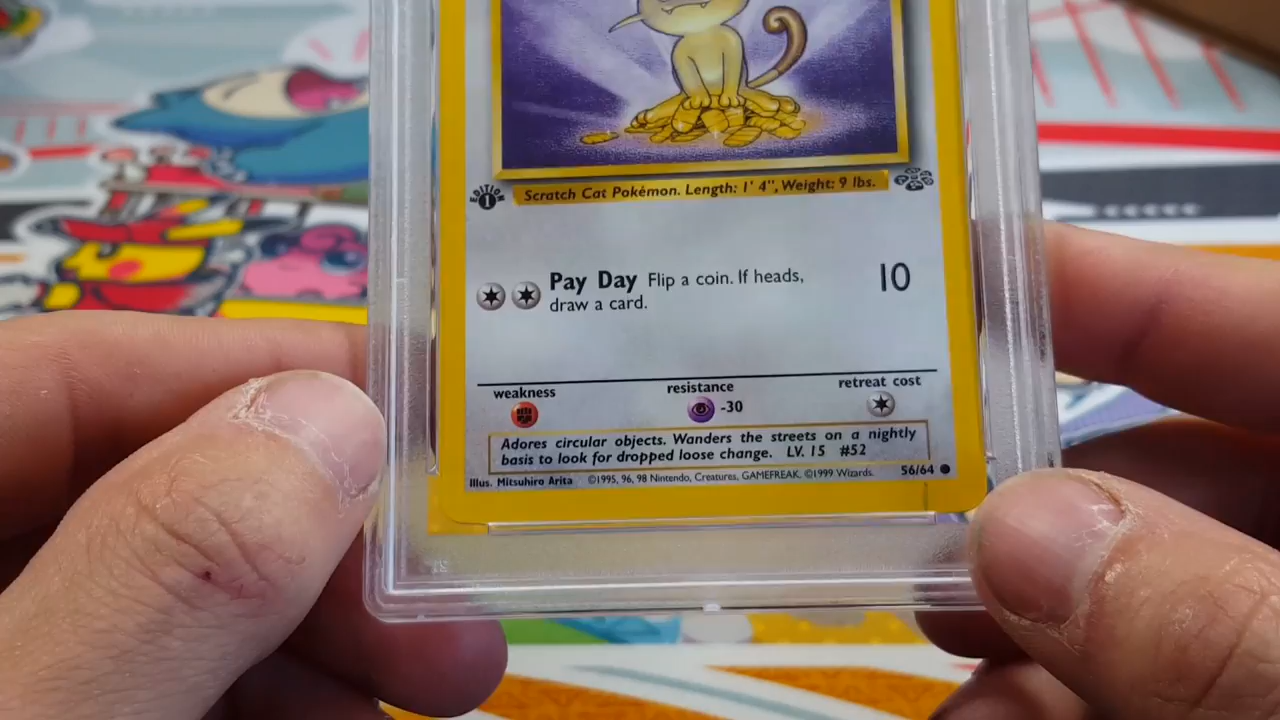 Scratch Cat Pokémon. Length: 1' 4", Weight: 9 lbs.
EDITION
1
Pay Day Flip a coin. If heads,
draw a card.
10
weakness
resistance
retreat cost
-30
Adores circular objects. Wanders the streets on a nightly
basis to look for dropped loose change. LV. 15 #52
Illus. Mitsuhiro Arita ©1995, 96, 98 Nintendo, Creatures, GAMEFREAK. ©1999 Wizards. 56/64